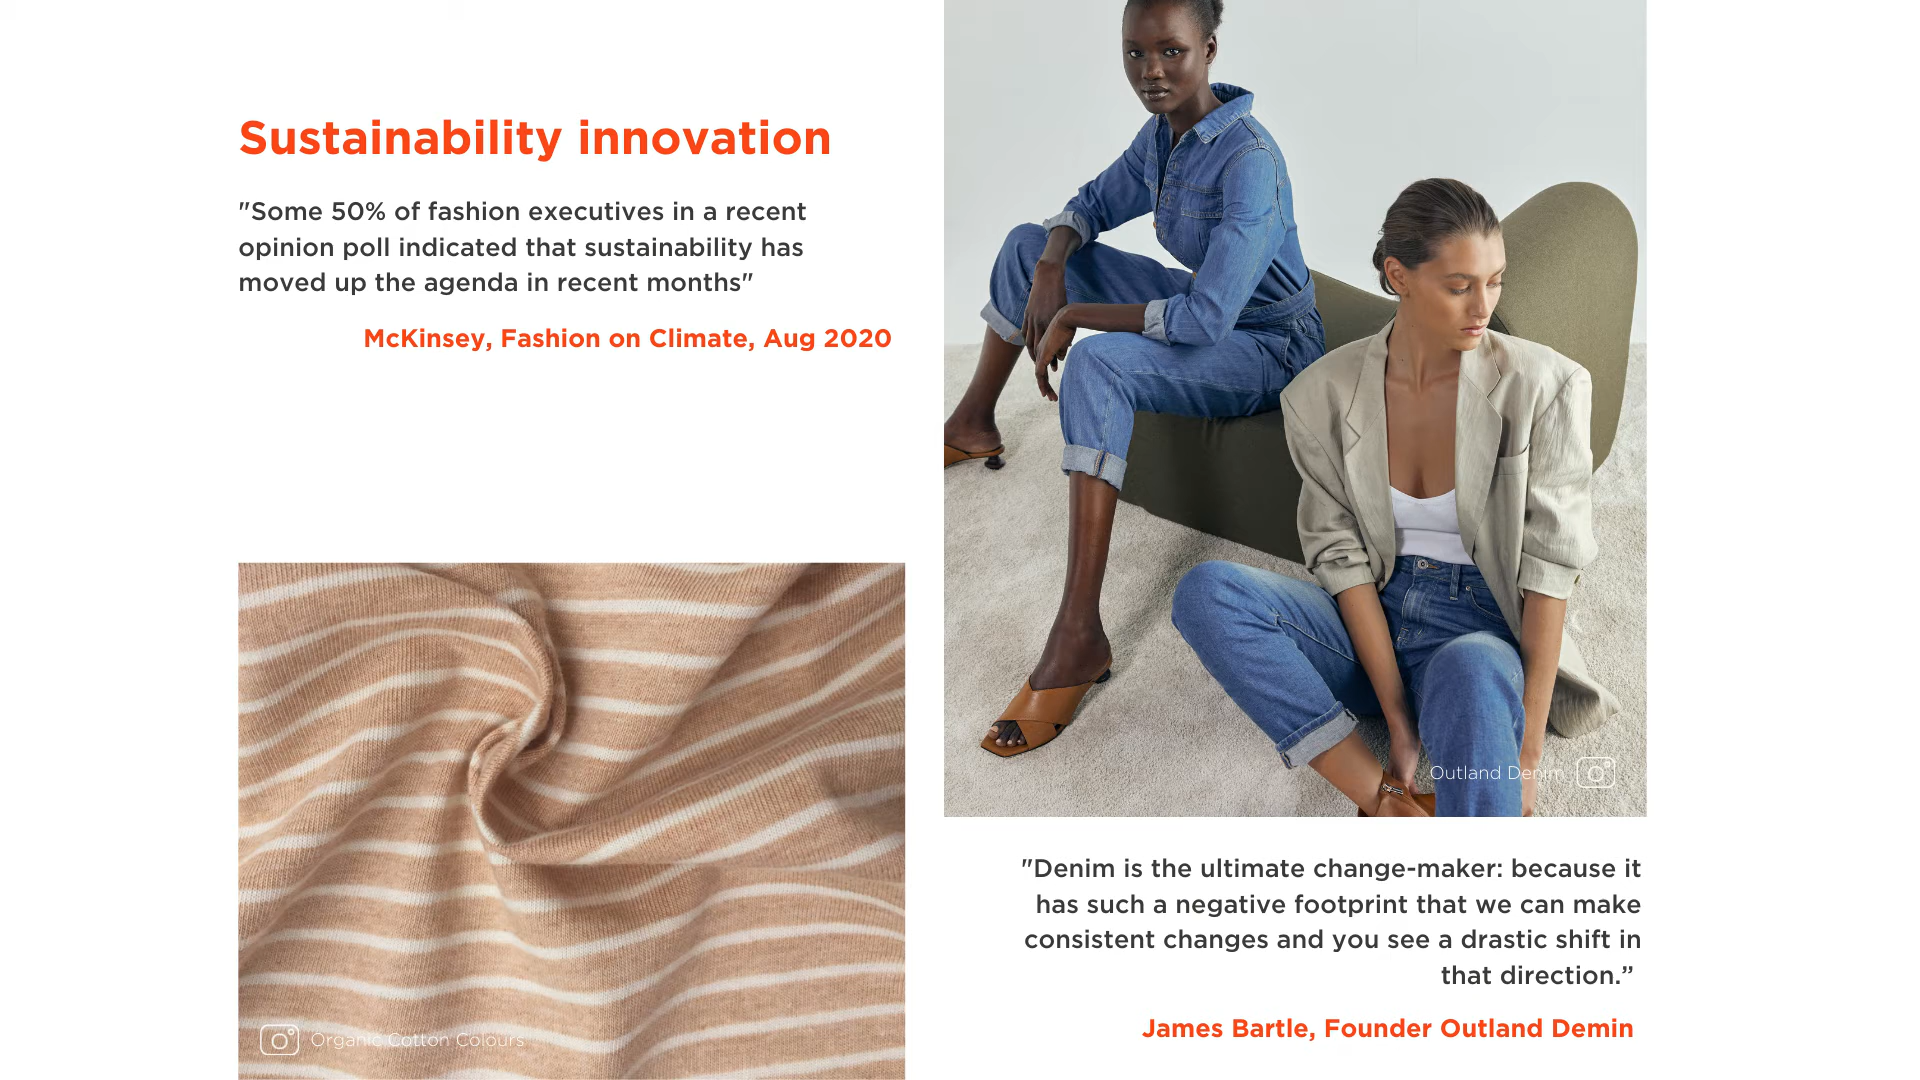 Sustainability innovation
"Some 50% of fashion executives in a recent
opinion poll indicated that sustainability has
moved up the agenda in recent months"
McKinsey, Fashion on Climate, Aug 2020
Organic Cotton Colours
Outland Denim
"Denim is the ultimate change-maker: because it
has such a negative footprint that we can make
consistent changes and you see a drastic shift in
that direction.”
James Bartle, Founder Outland Demin